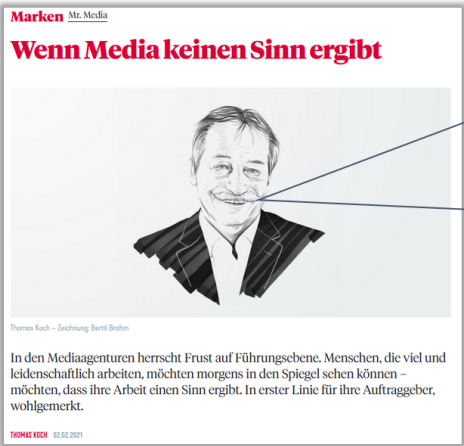 Marken Mr. Media
Wenn Media keinen Sinn ergibt
Thomas Koch – Zeichnung: Bertil Brahm
In den Mediaagenturen herrscht Frust auf Führungsebene. Menschen, die viel und
leidenschaftlich arbeiten, möchten morgens in den Spiegel sehen können –
möchten, dass ihre Arbeit einen Sinn ergibt. In erster Linie für ihre Auftraggeber,
wohlgemerkt.
THOMAS KOCH 02.02.2021